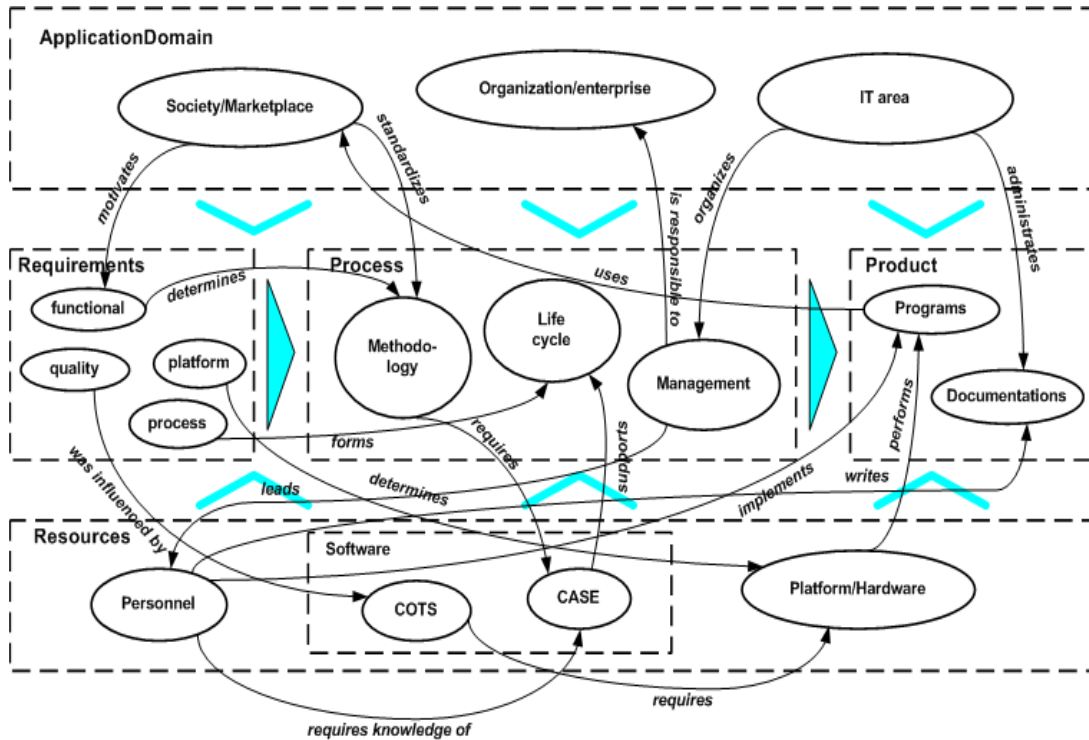 ApplicationDomain
Society/Marketplace
Organization/enterprise
IT area
motivates
standardizes
is responsible to
organizes
administrates
Requirements
Process
Product
functional
determines
uses
Programs
quality
platform
process
Methodo-
logy
Life
cycle
Management
Documentations
forms
requires
supports
performs
was influenced by
leads
determines
implements
writes
Resources
Software
Personnel
COTS
CASE
Platform/Hardware
requires
requires knowledge of